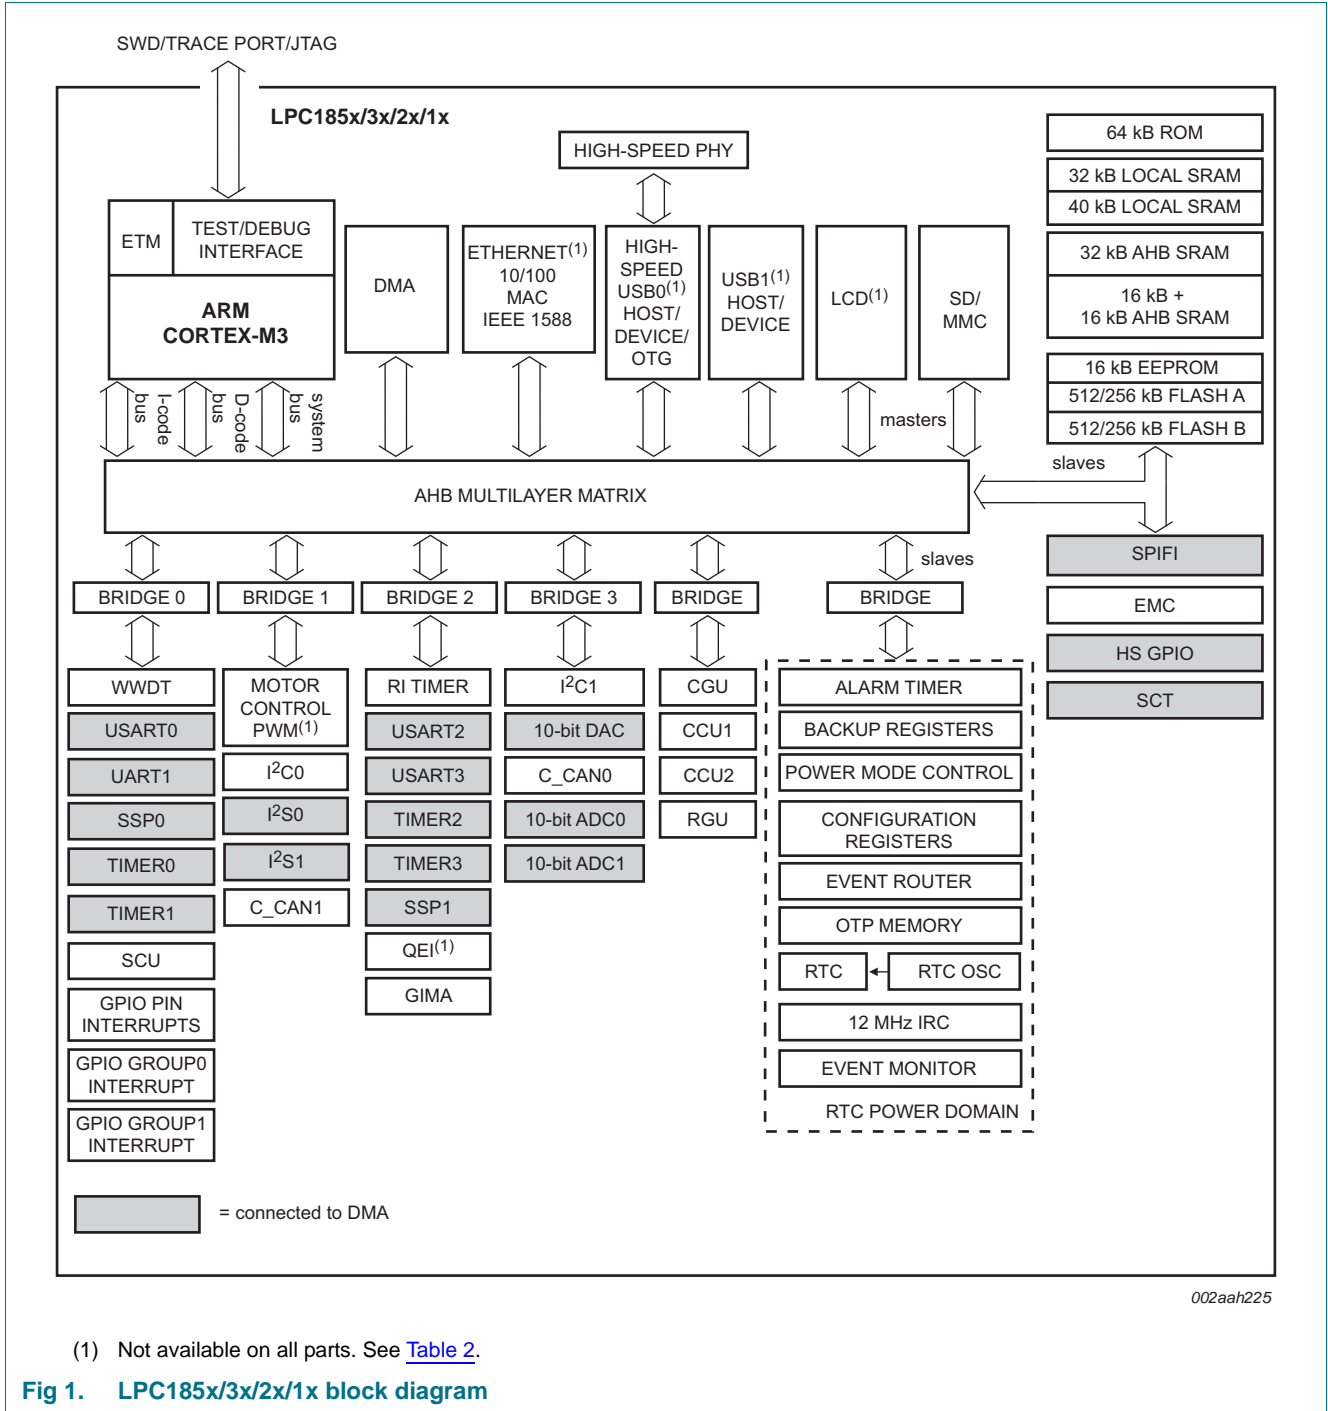 SWD/TRACE PORT/JTAG
LPC185x/3x/2x/1x
HIGH-SPEED PHY
ETM
TEST/DEBUG
INTERFACE
ARM
CORTEX-M3
DMA
ETHERNET(1)
10/100
MAC
IEEE 1588
HIGH-
SPEED
USB0(1)
HOST/
DEVICE/
OTG
USB1(1)
HOST/
DEVICE
LCD(1)
SD/
MMC
64 kB ROM
32 kB LOCAL SRAM
40 kB LOCAL SRAM
32 kB AHB SRAM
16 kB +
16 kB AHB SRAM
16 kB EEPROM
512/256 kB FLASH A
512/256 kB FLASH B
I-code
bus
D-code
bus
system
bus
masters
slaves
AHB MULTILAYER MATRIX
slaves
SPIFI
EMC
HS GPIO
SCT
BRIDGE 0
BRIDGE 1
BRIDGE 2
BRIDGE 3
BRIDGE
BRIDGE
WWDT
USART0
UART1
SSP0
TIMER0
TIMER1
SCU
GPIO PIN
INTERRUPTS
GPIO GROUP0
INTERRUPT
GPIO GROUP1
INTERRUPT
MOTOR
CONTROL
PWM(1)
I2C0
I2S0
I2S1
C_CAN1
RI TIMER
USART2
USART3
TIMER2
TIMER3
SSP1
QEI(1)
GIMA
I2C1
10-bit DAC
C_CAN0
10-bit ADC0
10-bit ADC1
CGU
CCU1
CCU2
RGU
ALARM TIMER
BACKUP REGISTERS
POWER MODE CONTROL
CONFIGURATION
REGISTERS
EVENT ROUTER
OTP MEMORY
RTC
RTC OSC
12 MHz IRC
EVENT MONITOR
RTC POWER DOMAIN
= connected to DMA
002aah225
(1) Not available on all parts. See Table 2.
Fig 1. LPC185x/3x/2x/1x block diagram